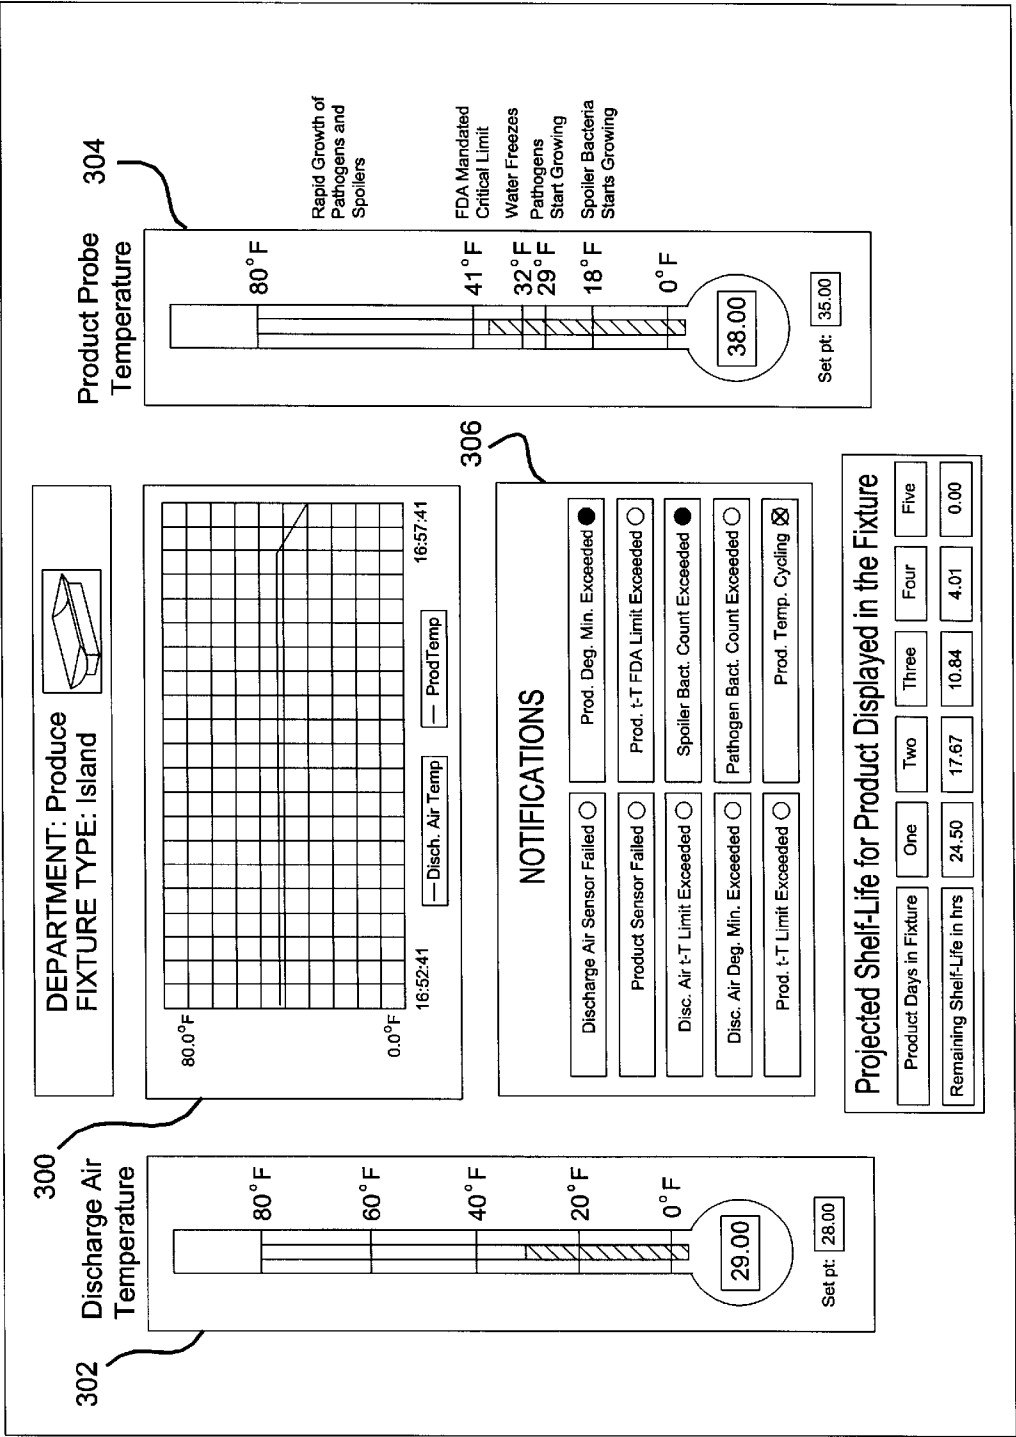 300
DEPARTMENT: Produce
FIXTURE TYPE: Island
302
Discharge Air
Temperature
80°F
60°F
40°F
20°F
0°F
29.00
Set pt: 28.00
80.0°F
0.0°F
16:52:41
16:57:41
Disch. Air Temp
ProdTemp
304
Product Probe
Temperature
80°F
41°F
32°F
29°F
18°F
0°F
38.00
Set pt: 35.00
Rapid Growth of
Pathogens and
Spoilers
FDA Mandated
Critical Limit
Water Freezes
Pathogens
Start Growing
Spoiler Bacteria
Starts Growing
306
NOTIFICATIONS
Discharge Air Sensor Failed
Prod. Deg. Min. Exceeded
Product Sensor Failed
Prod. t-T FDA Limit Exceeded
Disc. Air t-T Limit Exceeded
Spoiler Bact. Count Exceeded
Disc. Air Deg. Min. Exceeded
Pathogen Bact. Count Exceeded
Prod. t-T Limit Exceeded
Prod. Temp. Cycling
Projected Shelf-Life for Product Displayed in the Fixture
Product Days in Fixture One Two Three Four Five
Remaining Shelf-Life in hrs 24.50 17.67 10.84 4.01 0.00